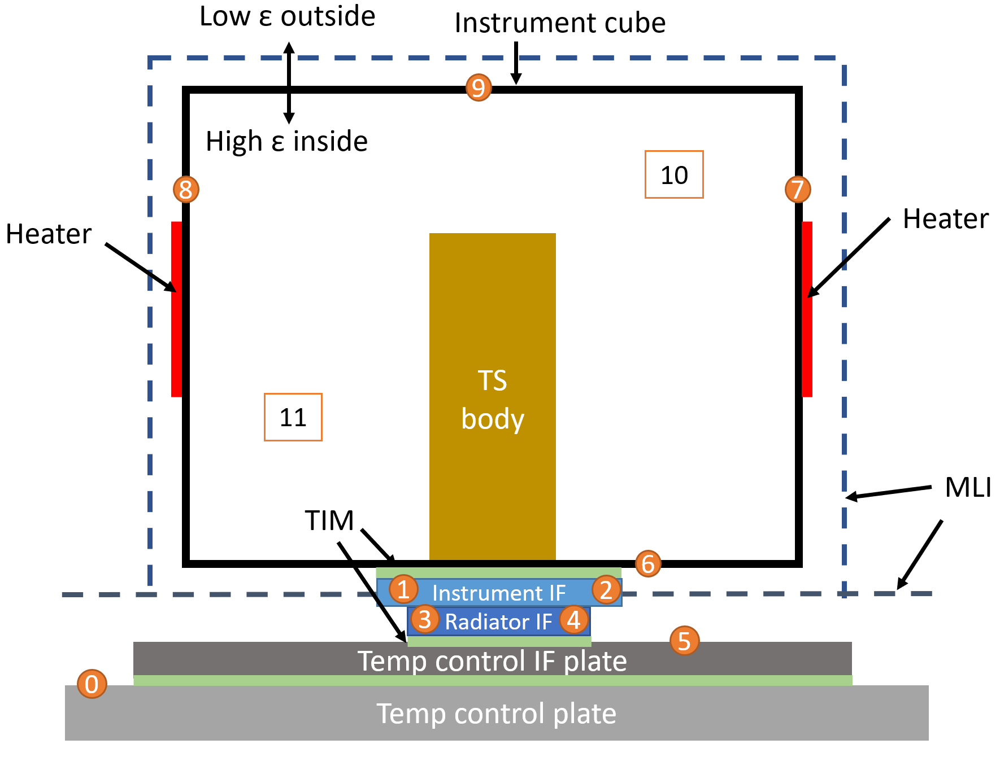 Low ε outside
Instrument cube
9
High ε inside
10
8
7
Heater
Heater
TS
body
11
MLI
TIM
6
1
Instrument IF
2
3
Radiator IF
4
5
Temp control IF plate
0
Temp control plate